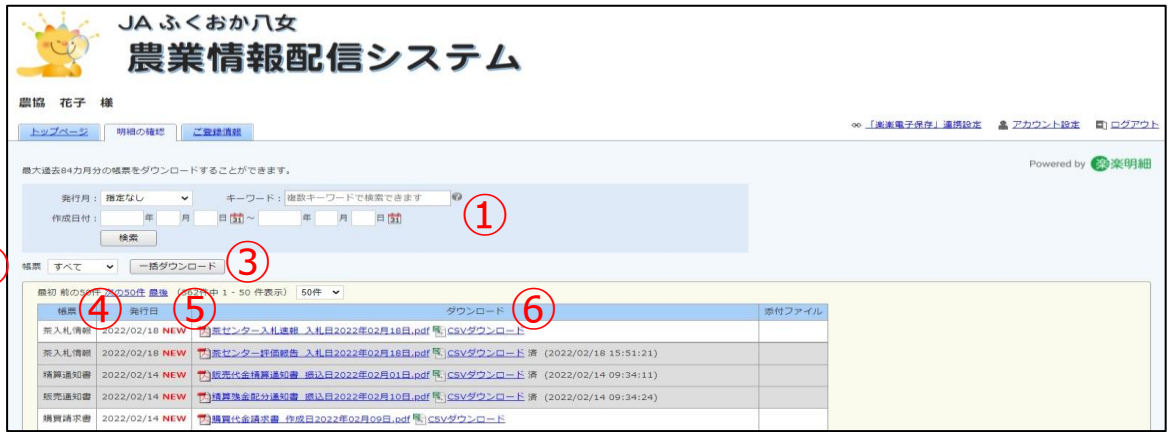 JA ふくおか八女
農業情報配信システム
農協 花子 様
トップページ 明細の確認 ご登録情報 「楽楽電子保存」連携設定 アカウント設定 ログアウト
最大過去84カ月分の帳票をダウンロードすることができます。 Powered by 楽 楽明細
発行月： 指定なし キーワード： 複数キーワードで検索できます ①
作成日付： 年 月 日 31 ～ 年 月 日 31
検索
帳票 すべて 一括ダウンロード ③
最初 前の50件 次の50件 最後 (562件中 1 - 50 件表示) 50件
帳票 ④ 発行日 ⑤ ダウンロード ⑥ 添付ファイル
茶入札情報 2022/02/18 NEW 茶センター入札速報_入札日2022年02月18日.pdf CSVダウンロード
茶入札情報 2022/02/18 NEW 茶センター評価報告_入札日2022年02月18日.pdf CSVダウンロード 済 (2022/02/18 15:51:21)
精算通知書 2022/02/14 NEW 販売代金精算通知書_振込日2022年02月01日.pdf CSVダウンロード 済 (2022/02/14 09:34:11)
販売通知書 2022/02/14 NEW 精算残金配分通知書_振込日2022年02月10日.pdf CSVダウンロード 済 (2022/02/14 09:34:24)
購買請求書 2022/02/14 NEW 購買代金請求書_作成日2022年02月09日.pdf CSVダウンロード